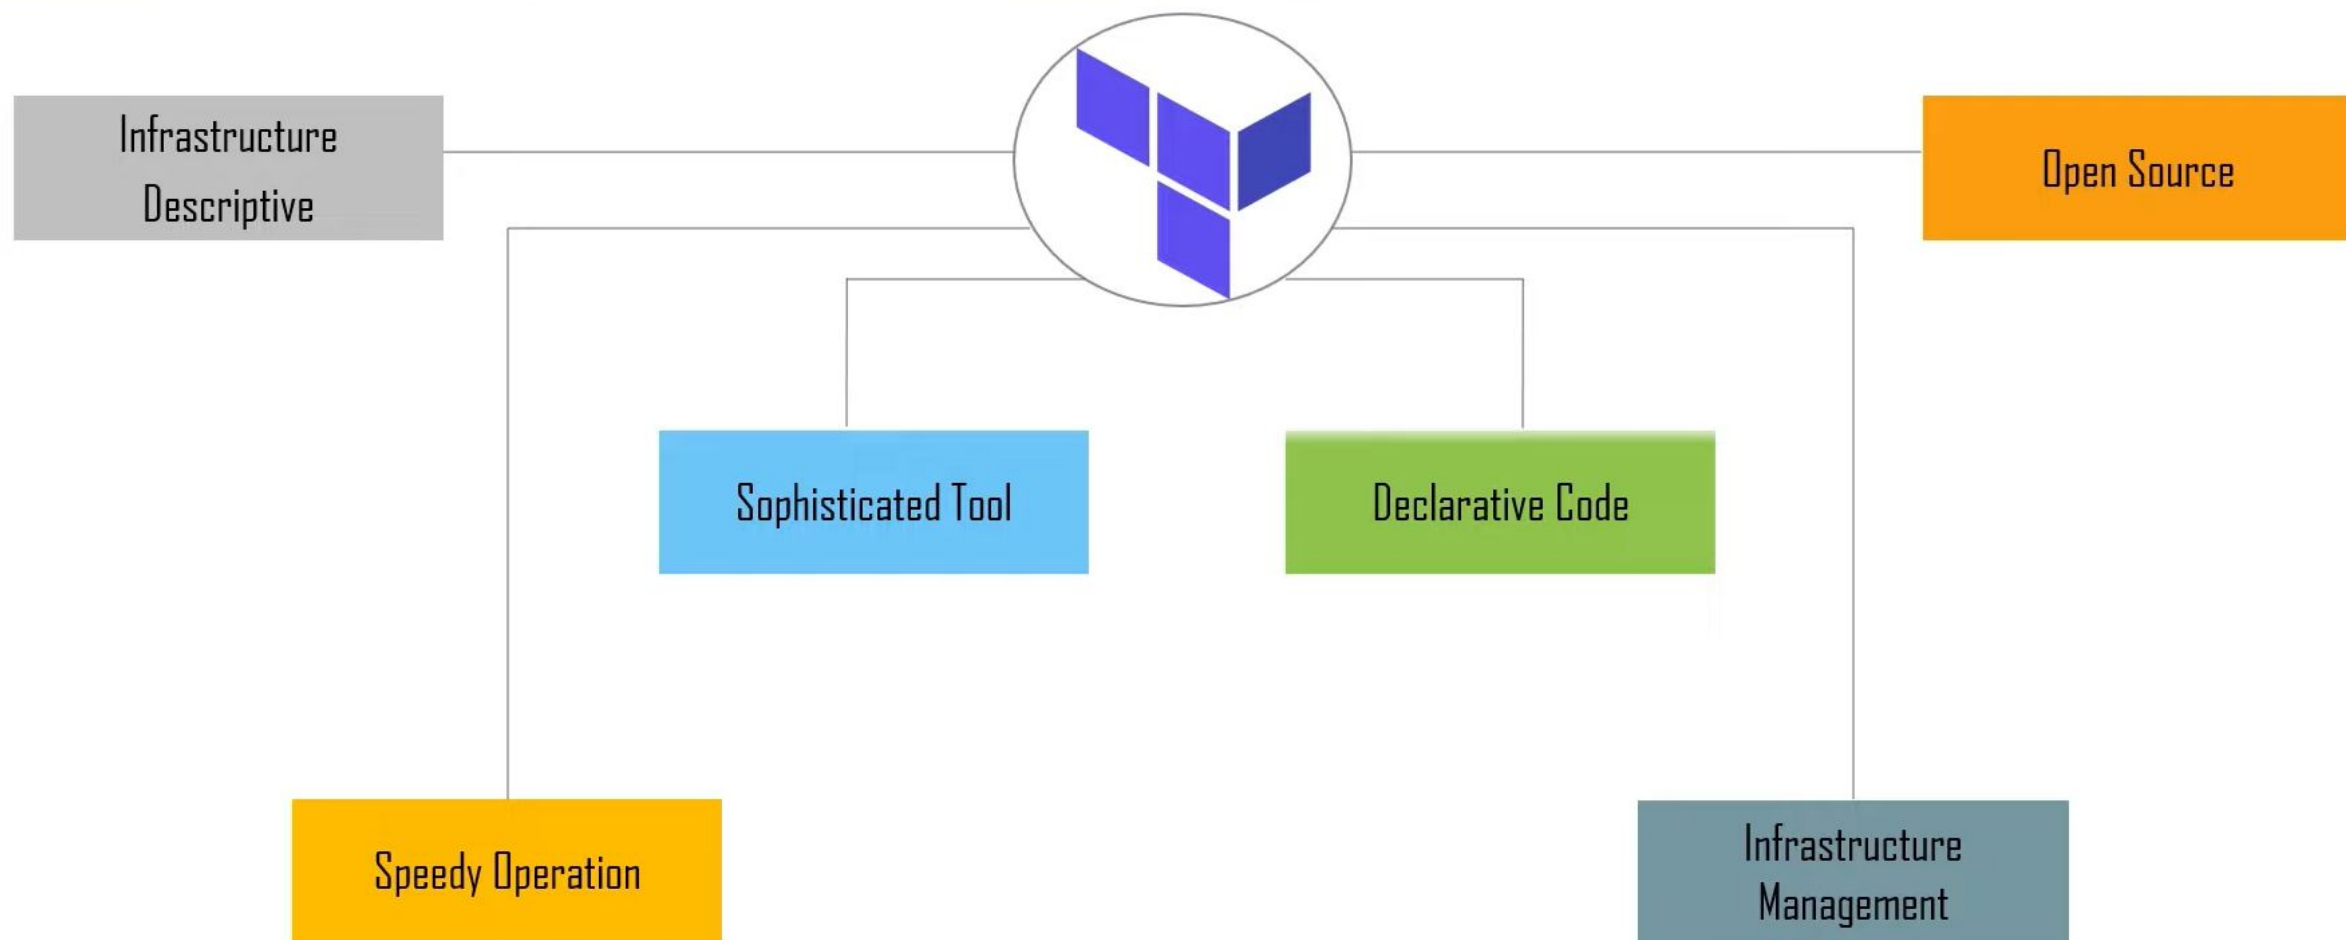 Infrastructure
Descriptive
Open Source
Sophisticated Tool
Declarative Code
Speedy Operation
Infrastructure
Management